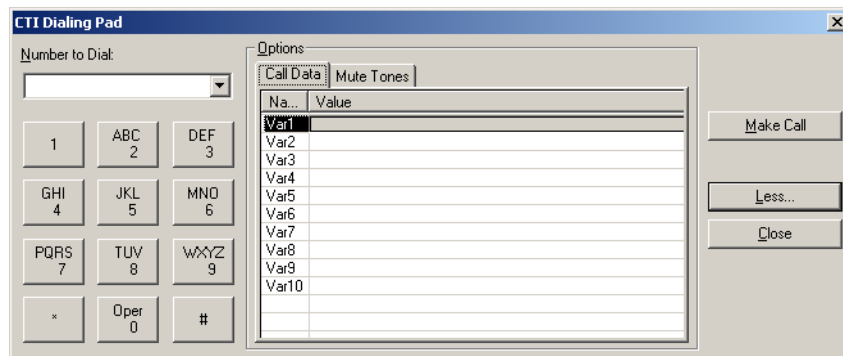 CTI Dialing Pad
Number to Dial:
1
ABC
2
DEF
3
GHI
4
JKL
5
MNO
6
PQRS
7
TUV
8
WXYZ
9
*
Oper
0
#
Options
Call Data
Mute Tones
Na... Value
Var1
Var2
Var3
Var4
Var5
Var6
Var7
Var8
Var9
Var10
Make Call
Less...
Close